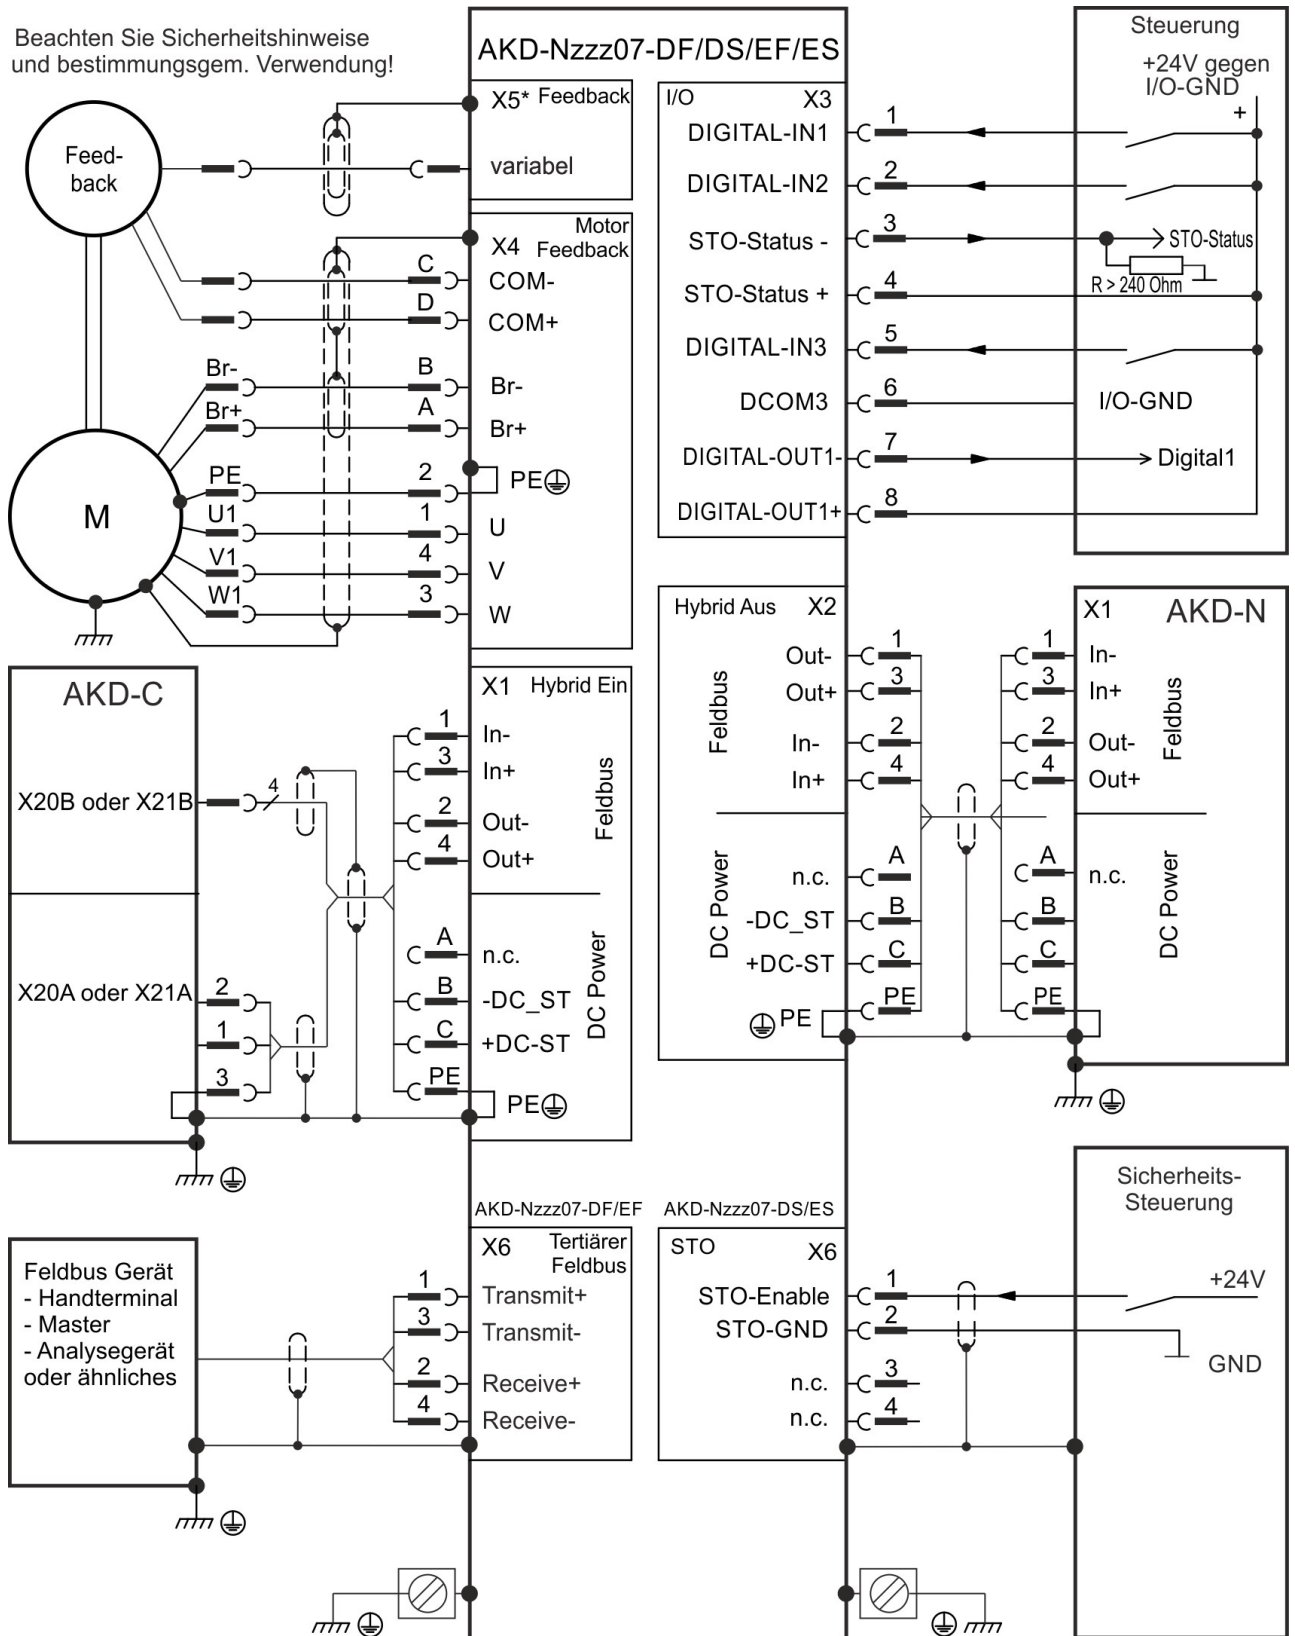 Beachten Sie Sicherheitshinweise
und bestimmungsgem. Verwendung!
AKD-Nzzz07-DF/DS/EF/ES
Feed-
back
X5* Feedback
variabel
X4
Motor
Feedback
C
COM-
D
COM+
Br-
B
Br-
Br+
A
Br+
PE
2
PE
M
U1
1
U
V1
4
V
W1
3
W
I/O
X3
DIGITAL-IN1
1
DIGITAL-IN2
2
STO-Status -
3
STO-Status +
4
DIGITAL-IN3
5
DCOM3
6
DIGITAL-OUT1-
7
DIGITAL-OUT1+
8
Steuerung
+24V gegen
I/O-GND
+
STO-Status
R > 240 Ohm
I/O-GND
Digital1
AKD-C
X20B oder X21B
4
X20A oder X21A
2
1
3
X1 Hybrid Ein
1
In-
3
In+
2
Out-
4
Out+
Feldbus
A
n.c.
B
-DC_ST
C
+DC-ST
PE
PE
DC Power
Hybrid Aus X2
Out-
1
Out+
3
In-
2
In+
4
Feldbus
n.c.
A
-DC_ST
B
+DC-ST
C
PE
PE
DC Power
X1
AKD-N
1
In-
3
In+
2
Out-
4
Out+
Feldbus
A
n.c.
B
C
PE
DC Power
AKD-Nzzz07-DF/EF
AKD-Nzzz07-DS/ES
Feldbus Gerät
- Handterminal
- Master
- Analysegerät
oder ähnliches
X6
Tertiärer
Feldbus
1
Transmit+
3
Transmit-
2
Receive+
4
Receive-
STO
X6
STO-Enable
1
STO-GND
2
n.c.
3
n.c.
4
Sicherheits-
Steuerung
+24V
GND